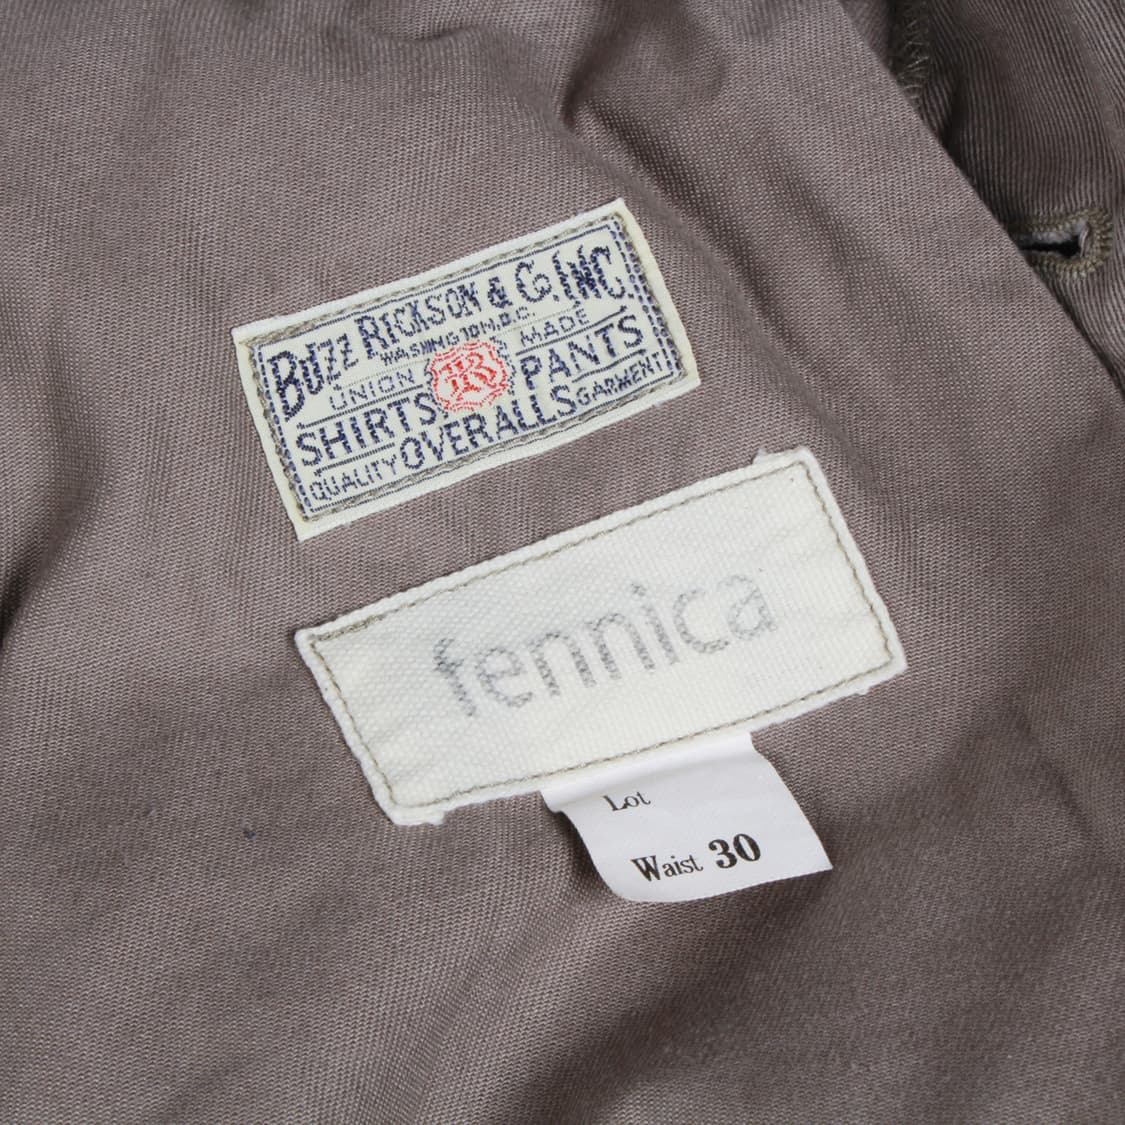 BUZZ RICKSON & CO. INC.
WASHINGTON, D.C.
UNION MADE
SHIRTS PANTS
QUALITY OVERALLS GARMENT
fennica
Lot
Waist 30